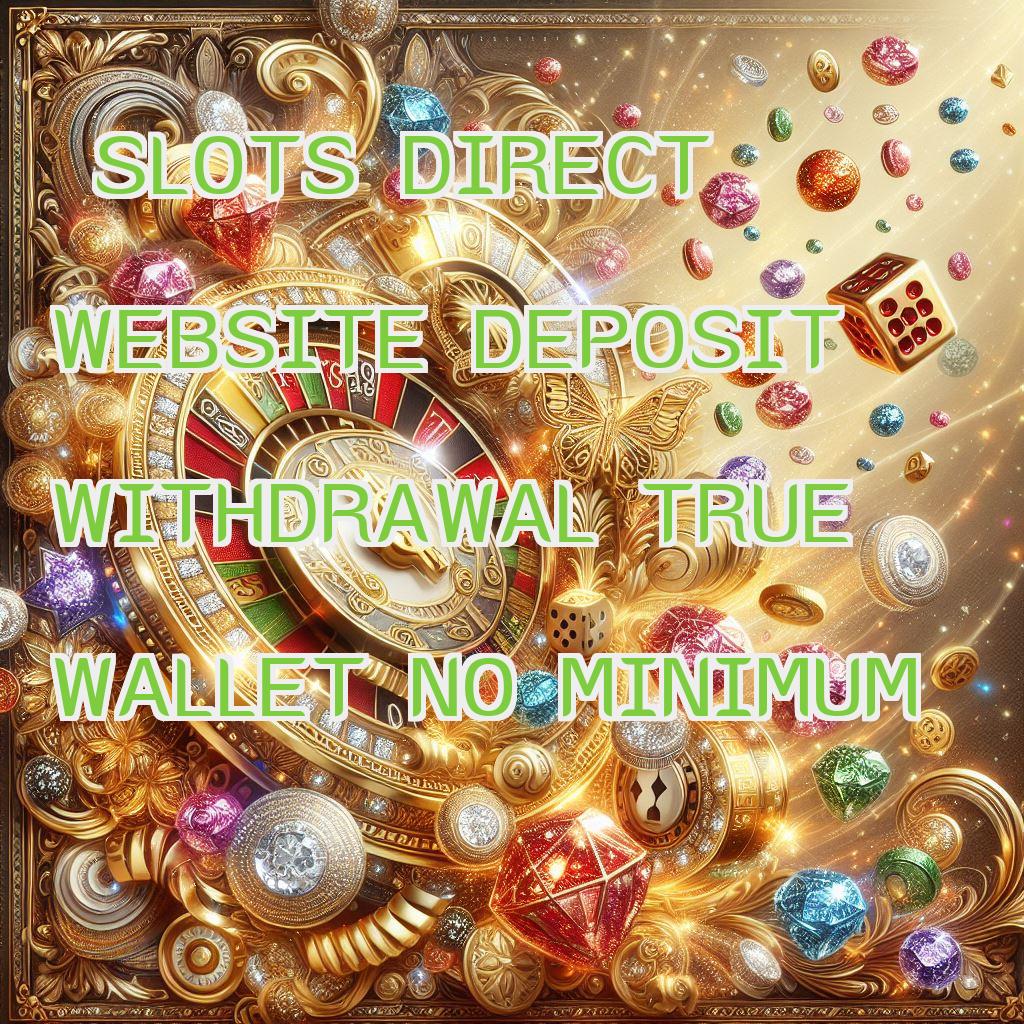 SLOTS DIRECT
WEBSITE DEPOSIT
WITHDRAWAL TRUE
WALLET NO MINIMUM